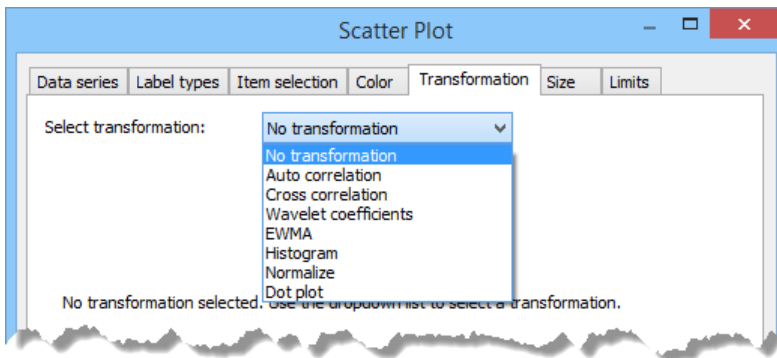 Scatter Plot
Data series Label types Item selection Color Transformation Size Limits
Select transformation: No transformation
No transformation
Auto correlation
Cross correlation
Wavelet coefficients
EWMA
Histogram
Normalize
Dot plot
No transformation selected. Use the dropdown list to select a transformation.